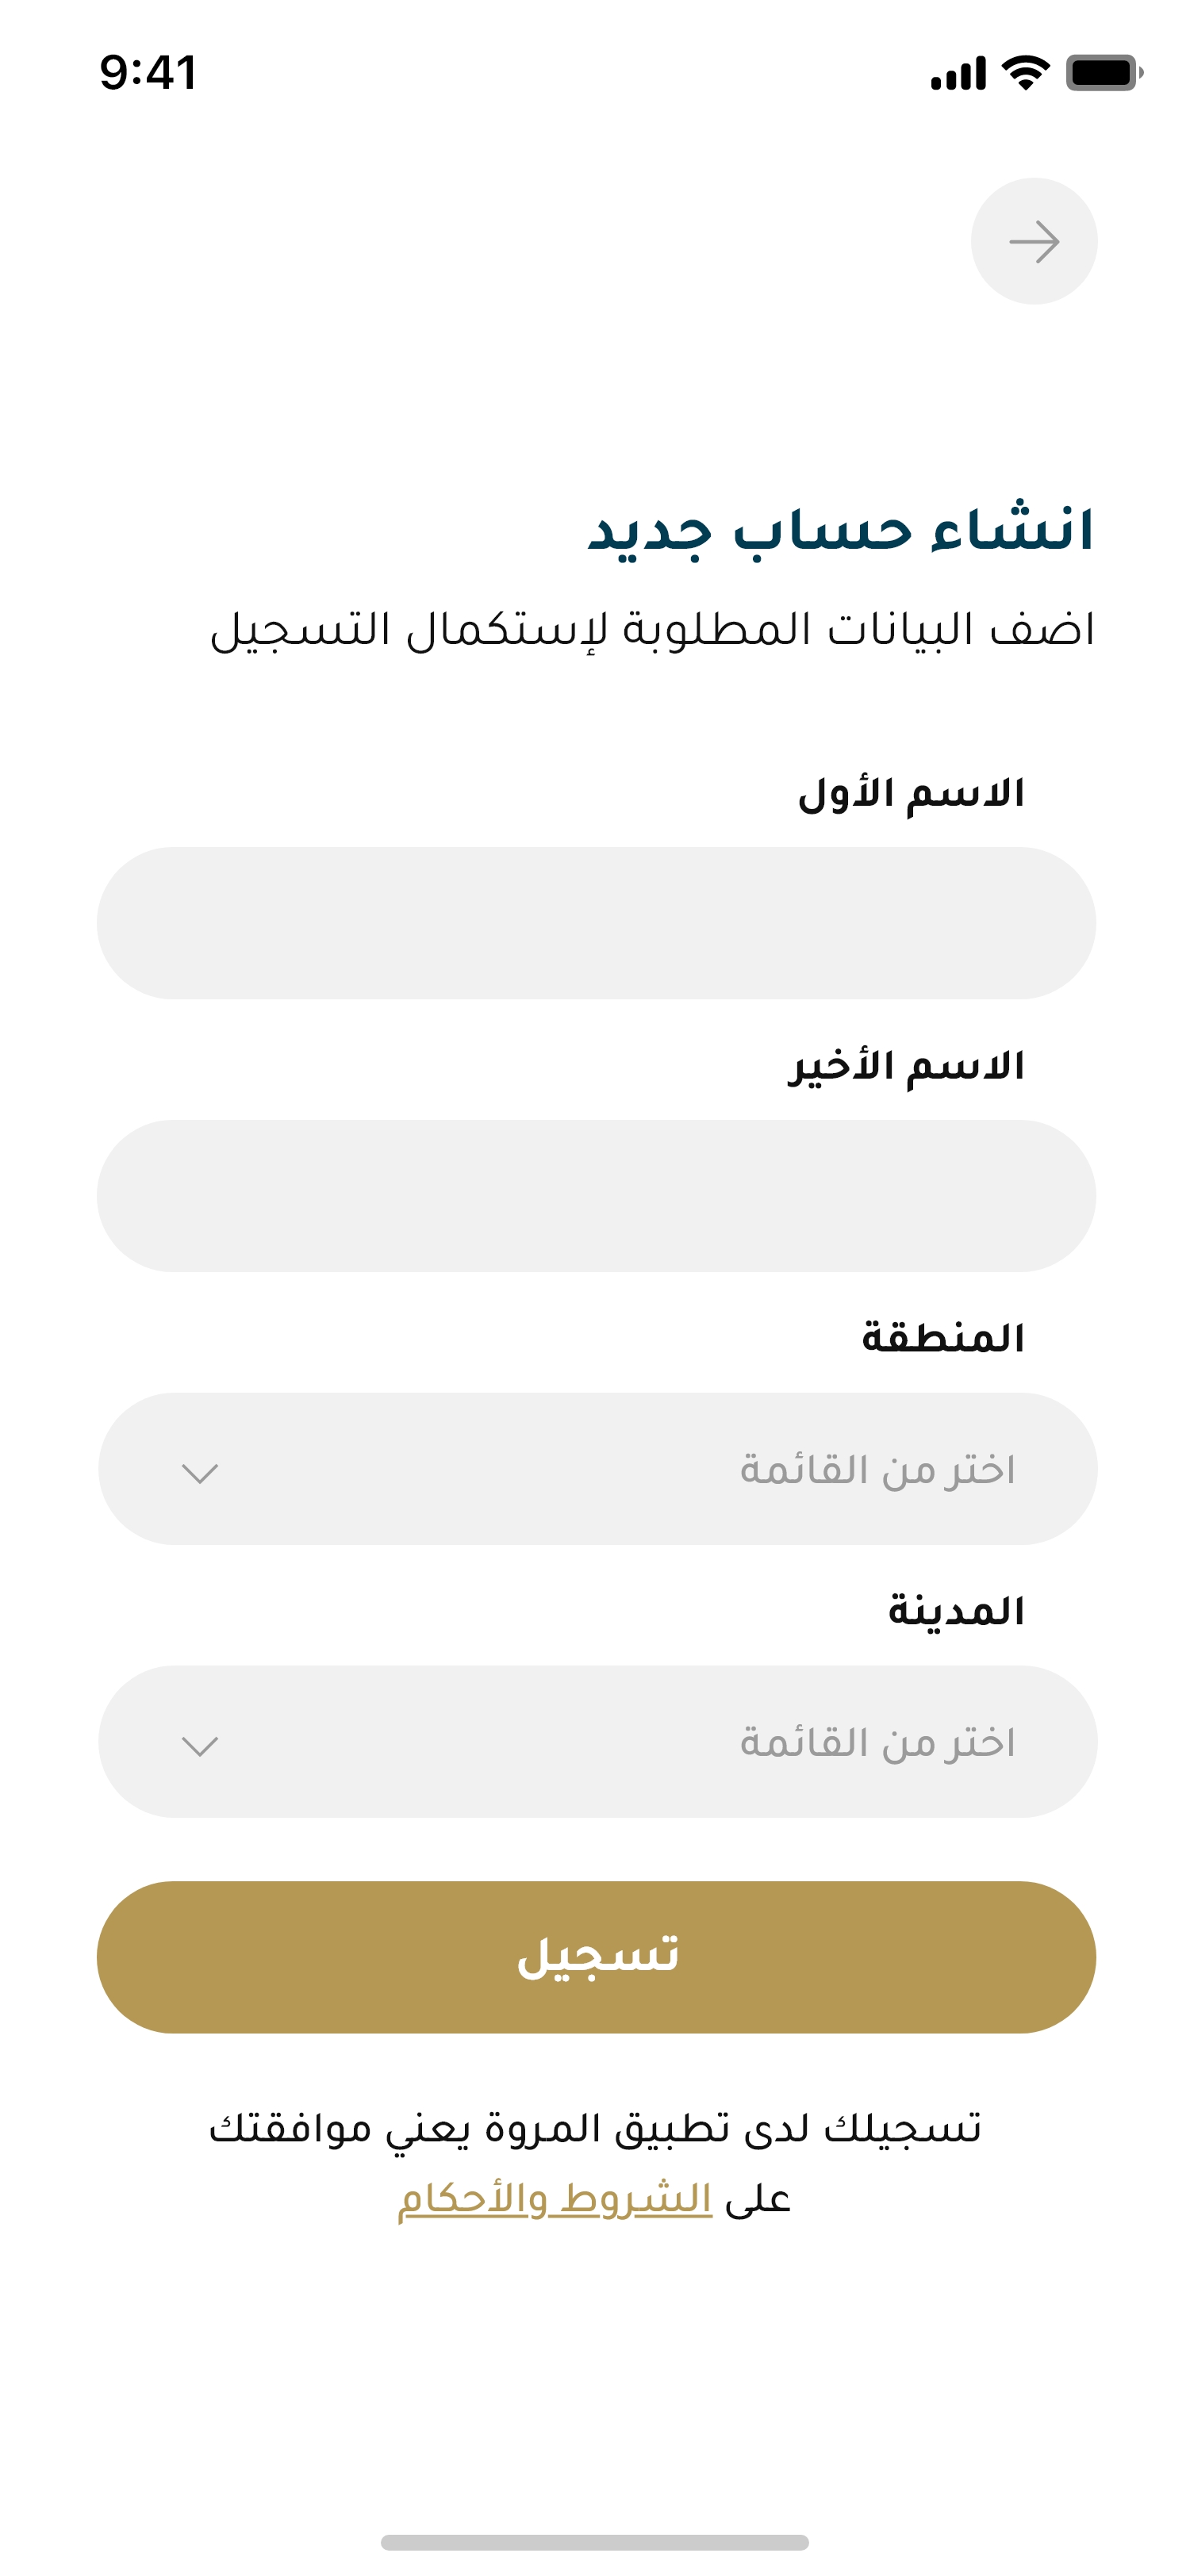 9:41
انشاء حساب جديد
اضف البيانات المطلوبة لإستكمال التسجيل
الاسم الأول
الاسم الأخير
المنطقة
اختر من القائمة
المدينة
اختر من القائمة
تسجيل
تسجيلك لدى تطبيق المروة يعني موافقتك
على الشروط والأحكام